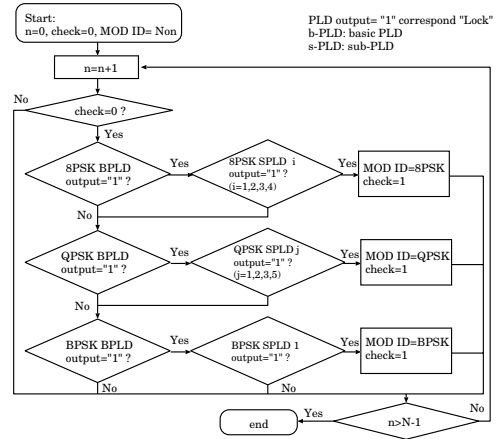 Start:
n=0, check=0, MOD ID= Non
PLD output= "1" correspond "Lock"
b-PLD: basic PLD
s-PLD: sub-PLD
n=n+1
No
check=0 ?
Yes
8PSK BPLD
output="1" ?
Yes
8PSK SPLD i
output="1" ?
(i=1,2,3,4)
Yes
MOD ID=8PSK
check=1
No
QPSK BPLD
output="1" ?
Yes
QPSK SPLD j
output="1" ?
(j=1,2,3,5)
Yes
MOD ID=QPSK
check=1
No
BPSK BPLD
output="1" ?
Yes
BPSK SPLD 1
output="1" ?
Yes
MOD ID=BPSK
check=1
No
No
end
Yes
n>N-1
No